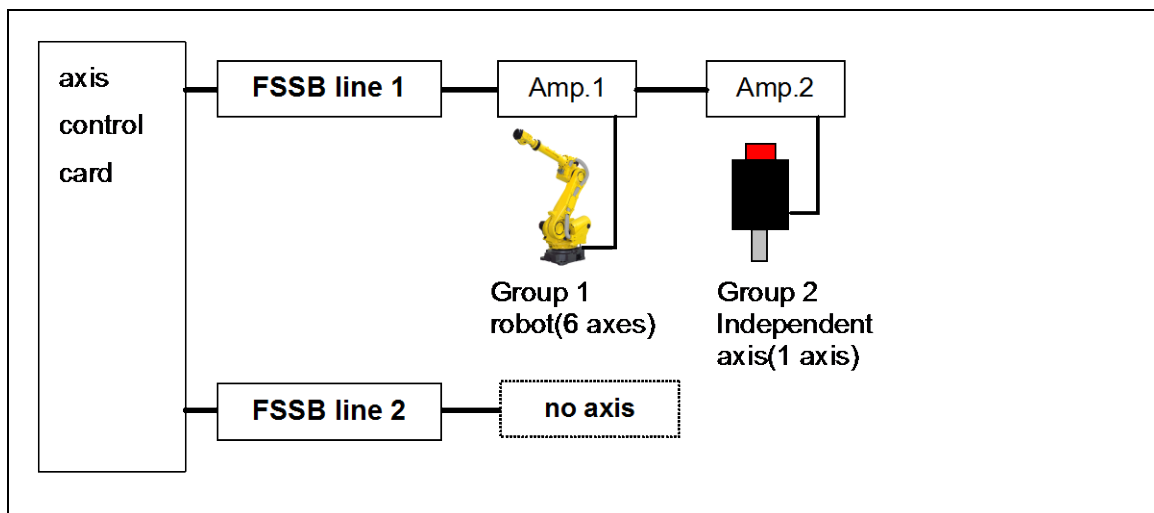 axis
control
card
FSSB line 1
Amp.1
Amp.2
Group 1
robot(6 axes)
Group 2
Independent
axis(1 axis)
FSSB line 2
no axis